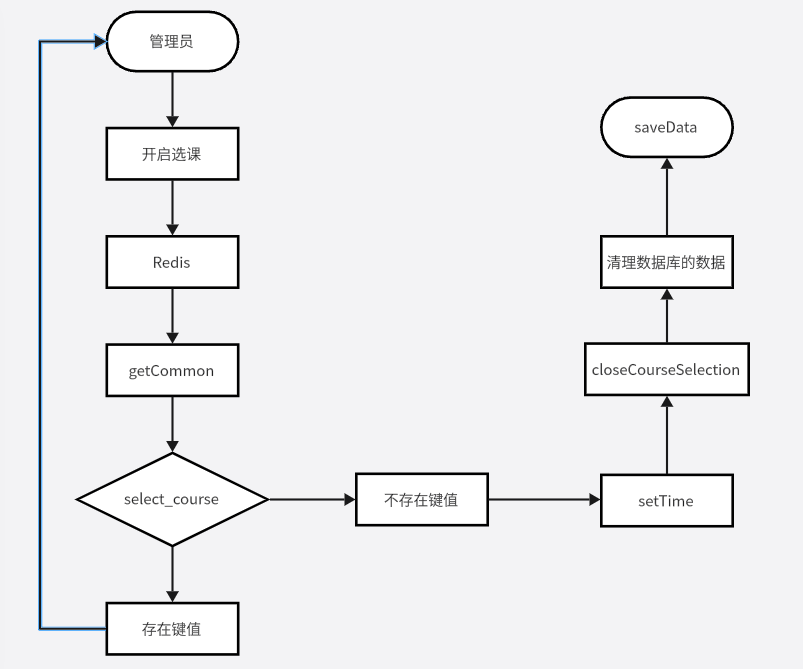 管理员
开启选课
Redis
getCommon
select_course
存在键值
不存在键值
setTime
closeCourseSelection
清理数据库的数据
saveData